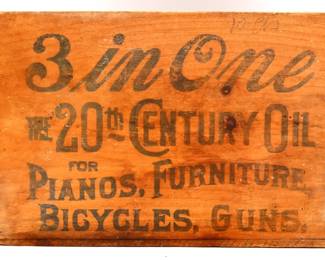 3 in One
THE 20th CENTURY OIL
FOR
PIANOS, FURNITURE,
BICYCLES, GUNS.